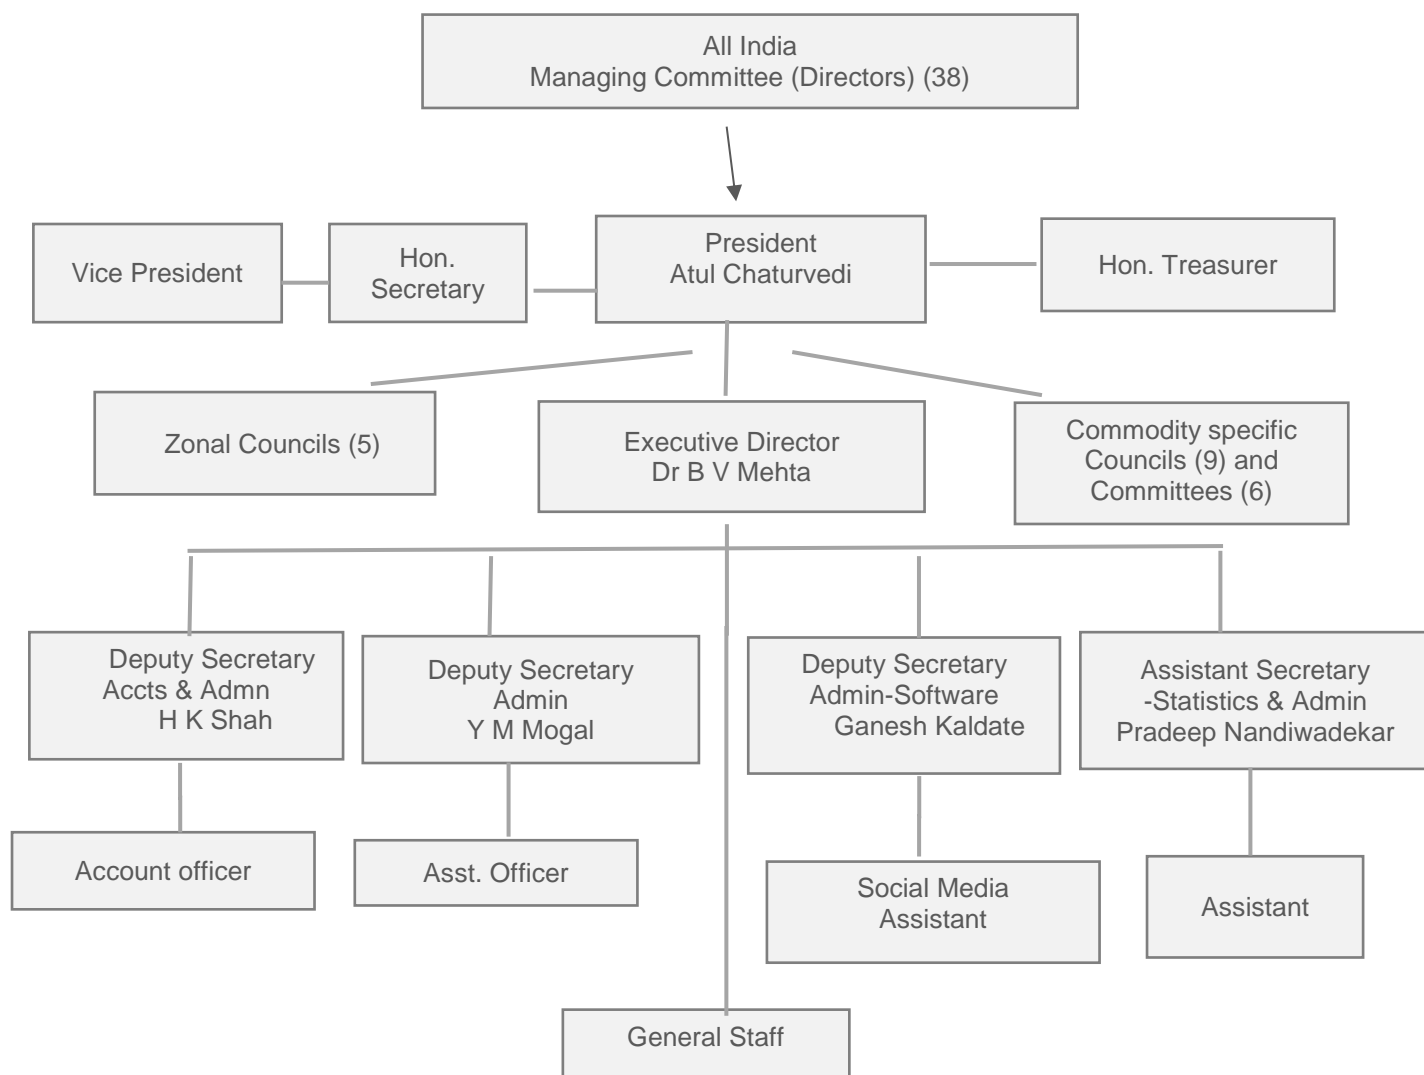 All India
Managing Committee (Directors) (38)
Vice President
Hon.
Secretary
President
Atul Chaturvedi
Hon. Treasurer
Zonal Councils (5)
Executive Director
Dr B V Mehta
Commodity specific
Councils (9) and
Committees (6)
Deputy Secretary
Accts & Admn
H K Shah
Deputy Secretary
Admin
Y M Mogal
Deputy Secretary
Admin-Software
Ganesh Kaldate
Assistant Secretary
-Statistics & Admin
Pradeep Nandiwadekar
Account officer
Asst. Officer
Social Media
Assistant
Assistant
General Staff